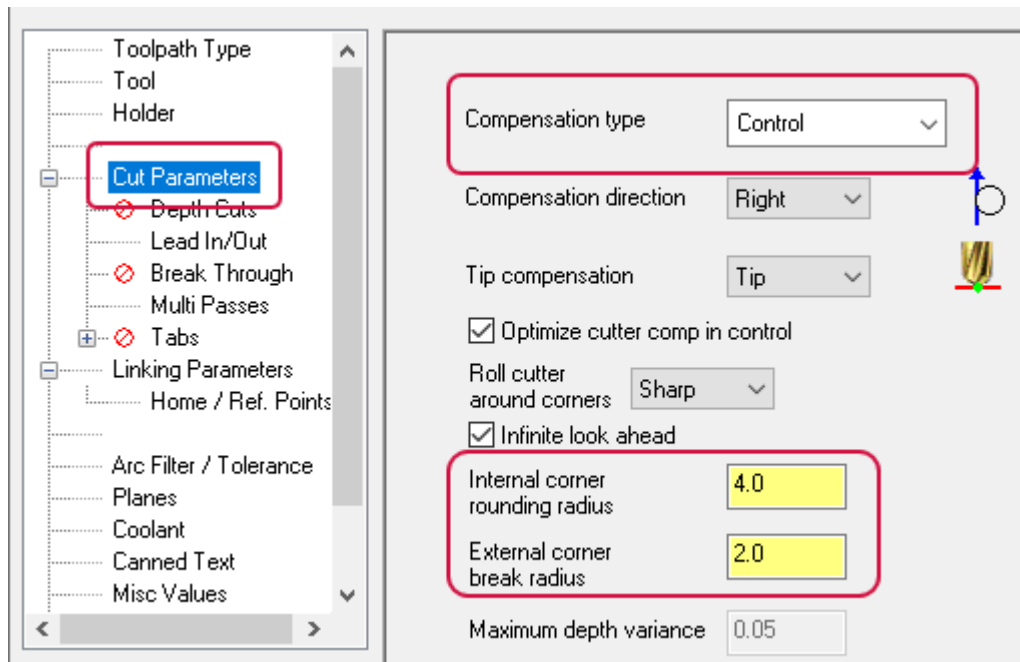 Toolpath Type
Tool
Holder
Cut Parameters
Depth Cuts
Lead In/Out
Break Through
Multi Passes
Tabs
Linking Parameters
Home / Ref. Points
Arc Filter / Tolerance
Planes
Coolant
Canned Text
Misc Values
Compensation type Control
Compensation direction Right
Tip compensation Tip
Optimize cutter comp in control
Roll cutter
around corners Sharp
Infinite look ahead
Internal corner
rounding radius 4.0
External corner
break radius 2.0
Maximum depth variance 0.05